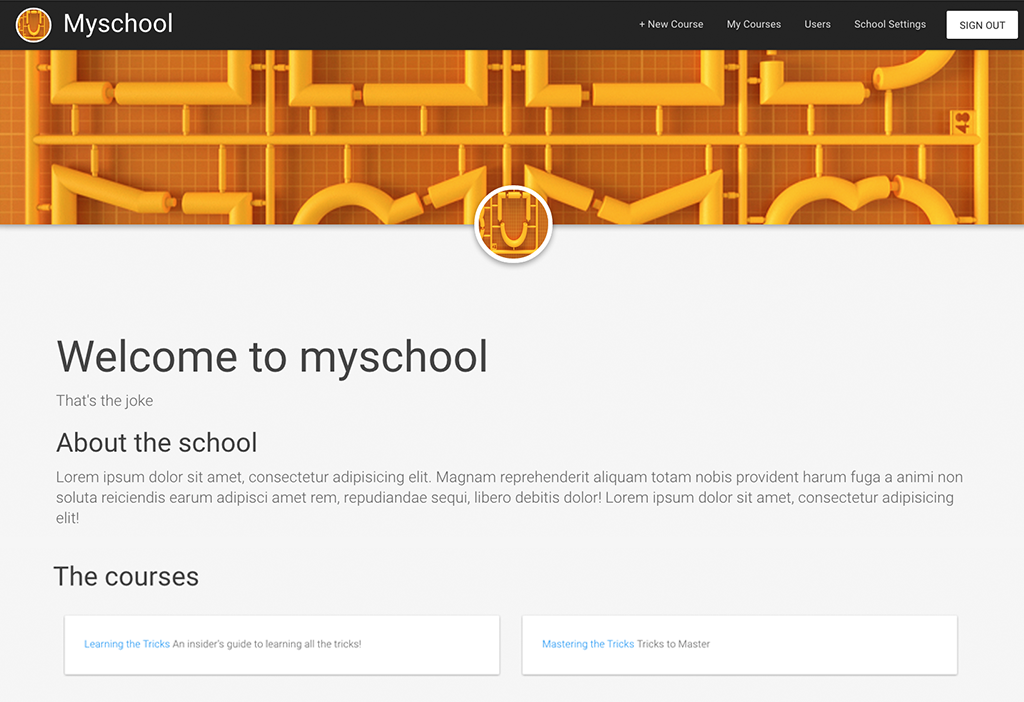 Myschool
+ New Course
My Courses
Users
School Settings
SIGN OUT
48
Welcome to myschool
That's the joke
About the school
Lorem ipsum dolor sit amet, consectetur adipisicing elit. Magnam reprehenderit aliquam totam nobis provident harum fuga a animi non
soluta reiciendis earum adipisci amet rem, repudiandae sequi, libero debitis dolor! Lorem ipsum dolor sit amet, consectetur adipisicing
elit!
The courses
Learning the Tricks An insider's guide to learning all the tricks!
Mastering the Tricks Tricks to Master